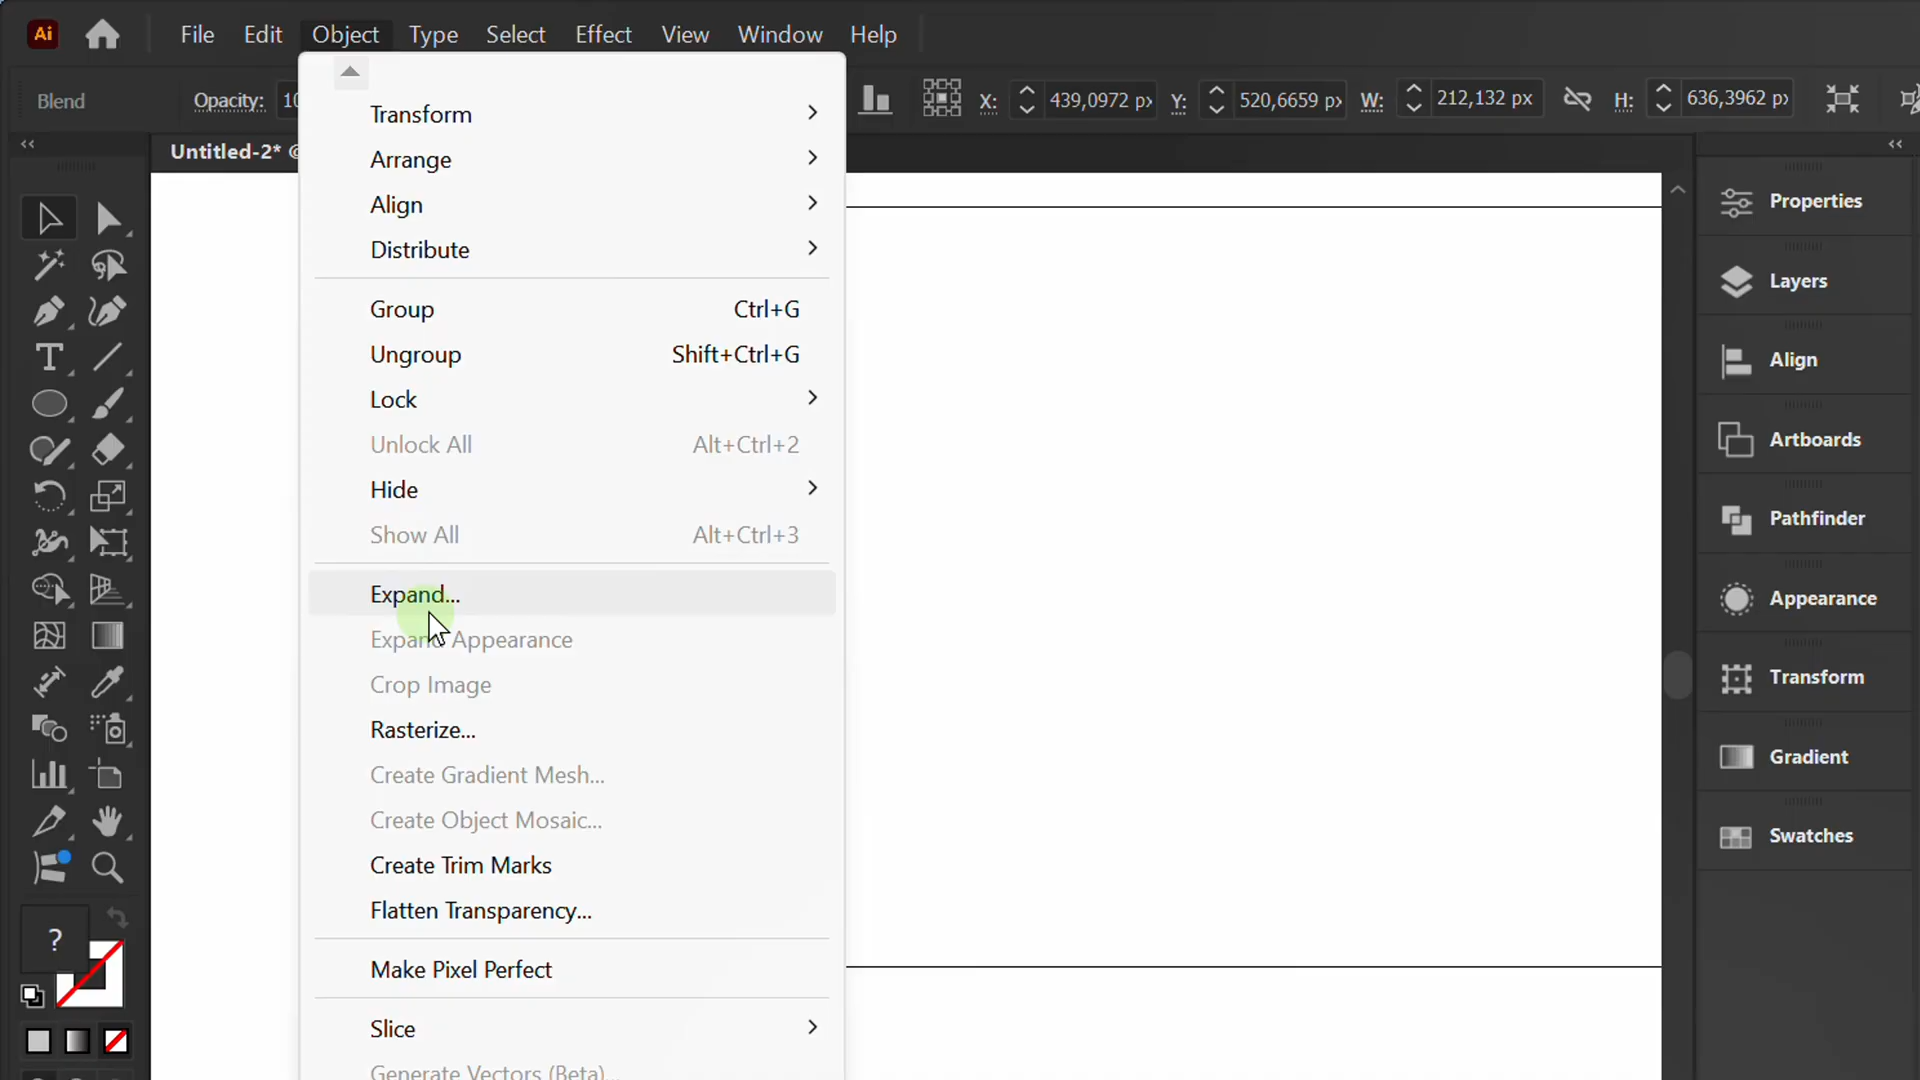 Ai
File
Edit
Object
Type
Select
Effect
View
Window
Help
Blend
Opacity:
10
X:
439,0972 px
Y:
520,6659 px
W:
212,132 px
H:
636,3962 px
Untitled-2* @
Transform
Arrange
Align
Distribute
Group Ctrl+G
Ungroup Shift+Ctrl+G
Lock
Unlock All Alt+Ctrl+2
Hide
Show All Alt+Ctrl+3
Expand...
Expand Appearance
Crop Image
Rasterize...
Create Gradient Mesh...
Create Object Mosaic...
Create Trim Marks
Flatten Transparency...
Make Pixel Perfect
Slice
Generate Vectors (Beta)...
?
Properties
Layers
Align
Artboards
Pathfinder
Appearance
Transform
Gradient
Swatches